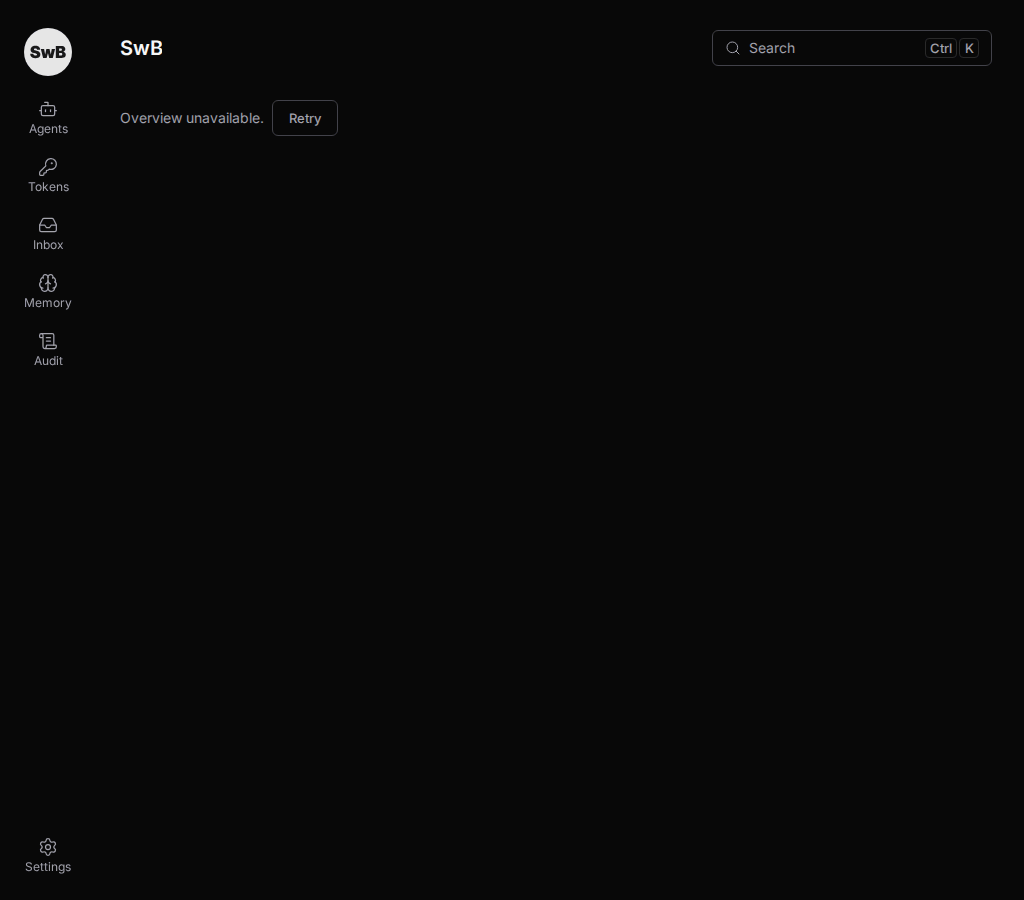 SwB
SwB
Search Ctrl K
Agents
Tokens
Inbox
Memory
Audit
Overview unavailable. Retry
Settings